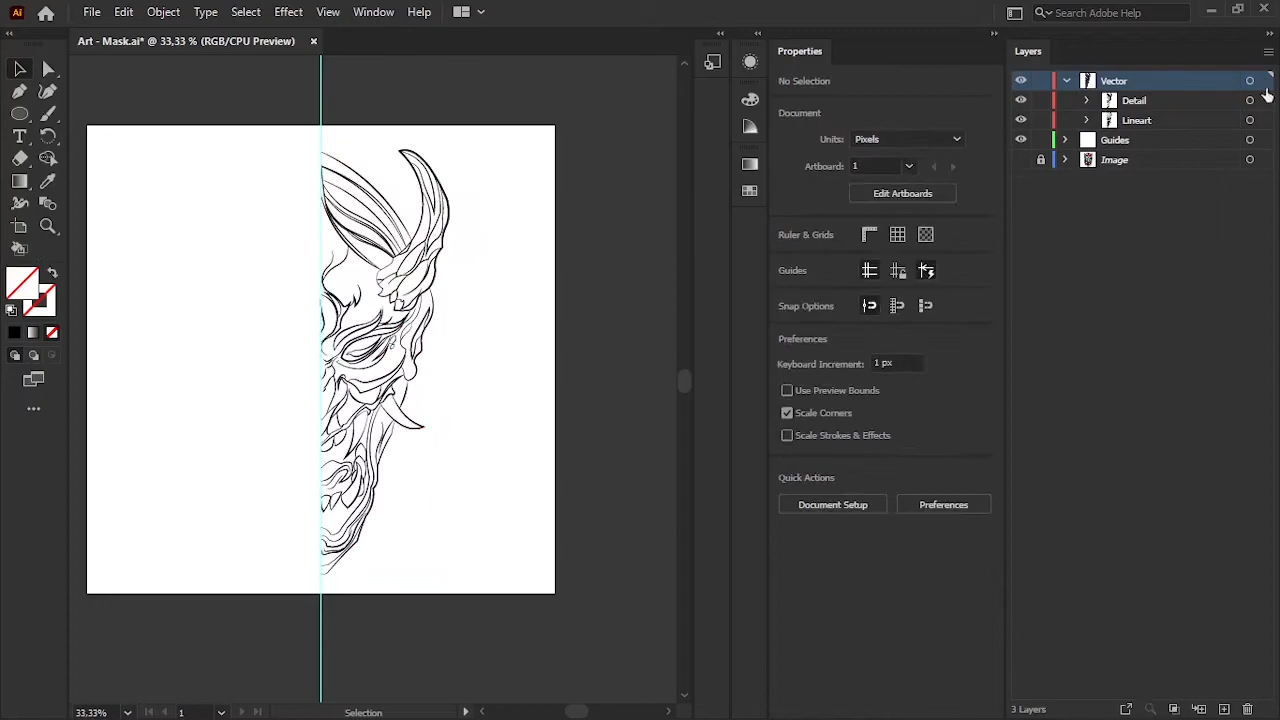 Ai File Edit Object Type Select Effect View Window Help Search Adobe Help
Art - Mask.ai* @ 33,33 % (RGB/CPU Preview)
Properties
No Selection
Document
Units: Pixels
Artboard: 1
Edit Artboards
Ruler & Grids
Guides
Snap Options
Preferences
Keyboard Increment: 1 px
Use Preview Bounds
Scale Corners
Scale Strokes & Effects
Quick Actions
Document Setup Preferences
Layers
Vector
Detail
Lineart
Guides
Image
33,33% 1 Selection
3 Layers